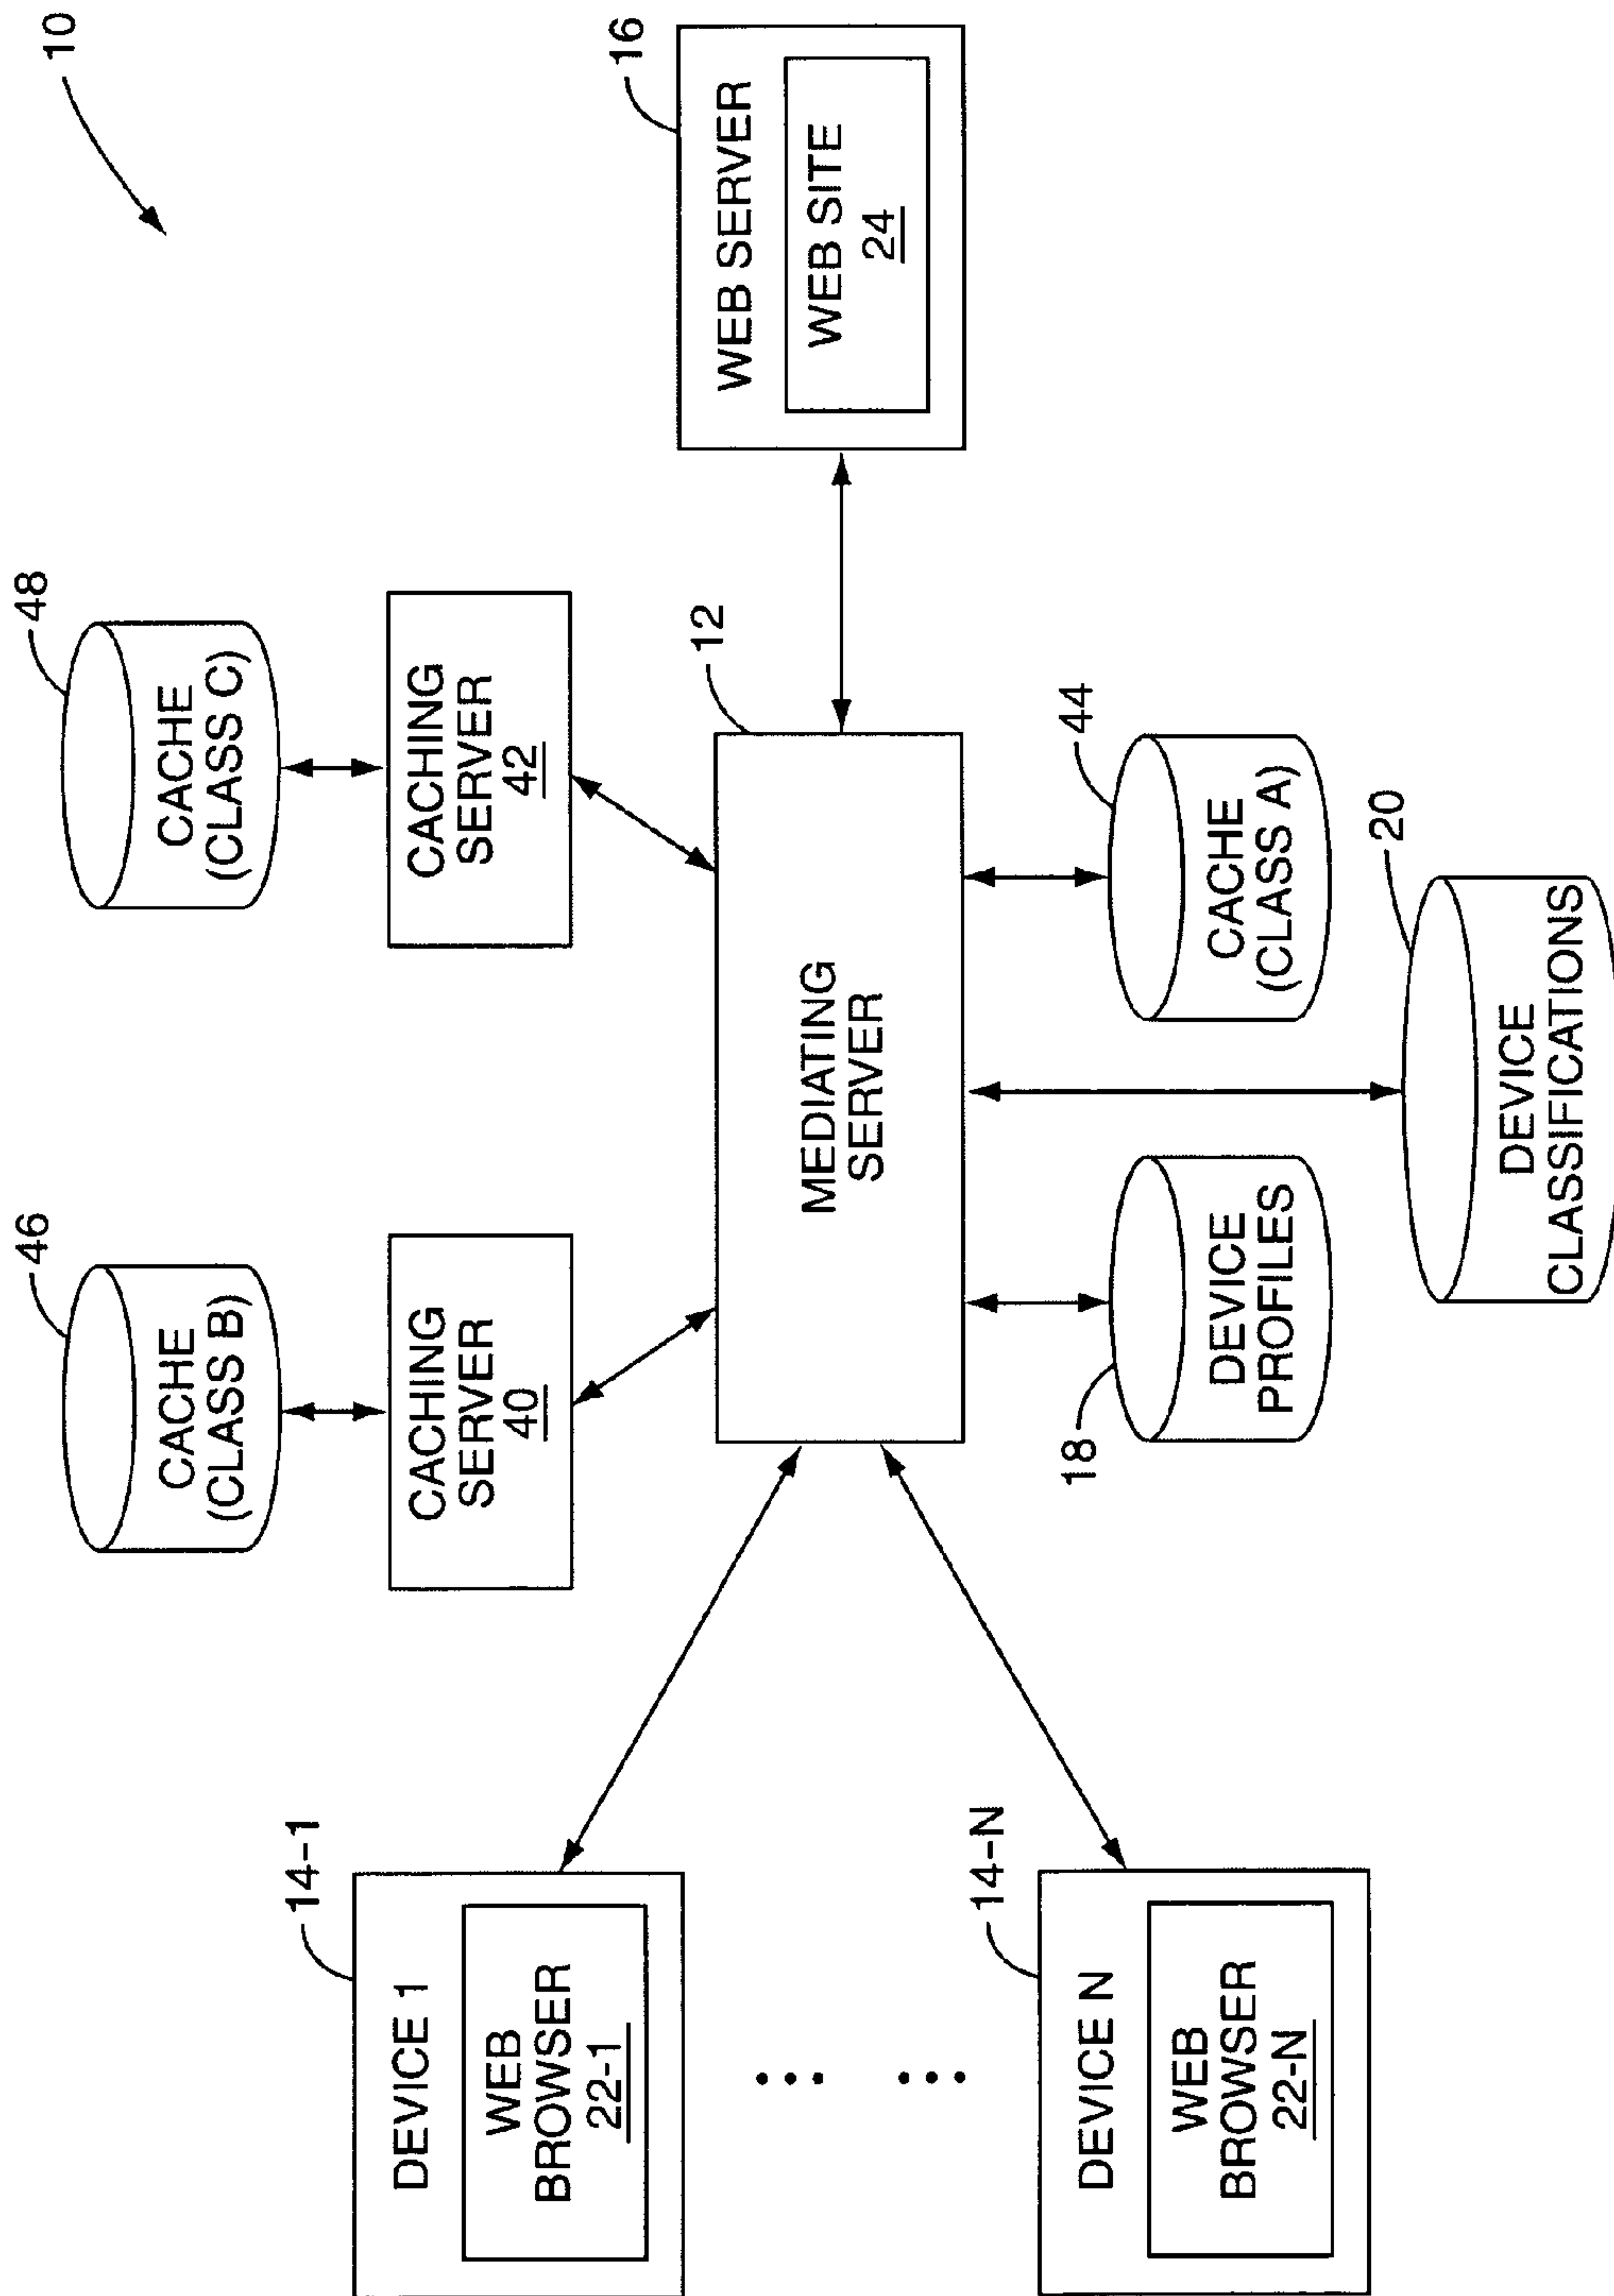 10
46
CACHE
(CLASS B)
48
CACHE
(CLASS C)
CACHING
SERVER
40
CACHING
SERVER
42
14-1
DEVICE 1
WEB
BROWSER
22-1
12
MEDIATING
SERVER
16
WEB SERVER
WEB SITE
24
14-N
DEVICE N
WEB
BROWSER
22-N
18
DEVICE
PROFILES
44
CACHE
(CLASS A)
20
DEVICE
CLASSIFICATIONS